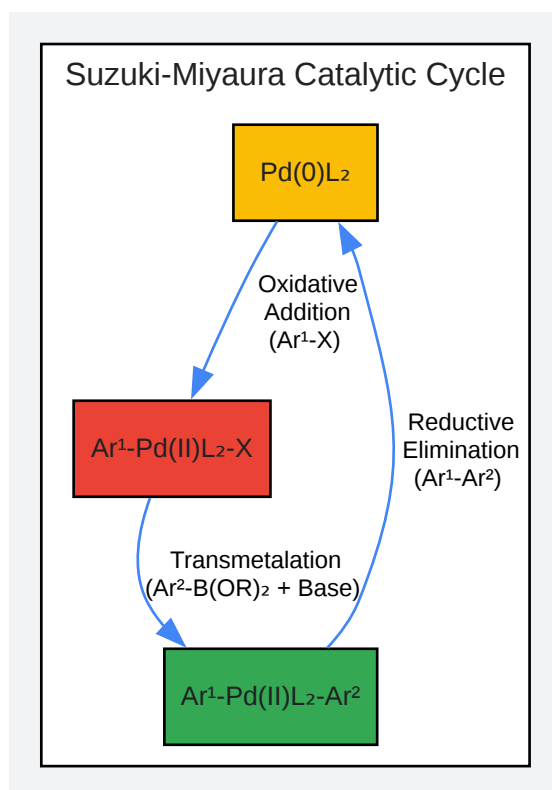 Suzuki-Miyaura Catalytic Cycle
Pd(0)L₂
Oxidative
Addition
(Ar¹-X)
Ar¹-Pd(II)L₂-X
Reductive
Elimination
(Ar¹-Ar²)
Transmetalation
(Ar²-B(OR)₂ + Base)
Ar¹-Pd(II)L₂-Ar²